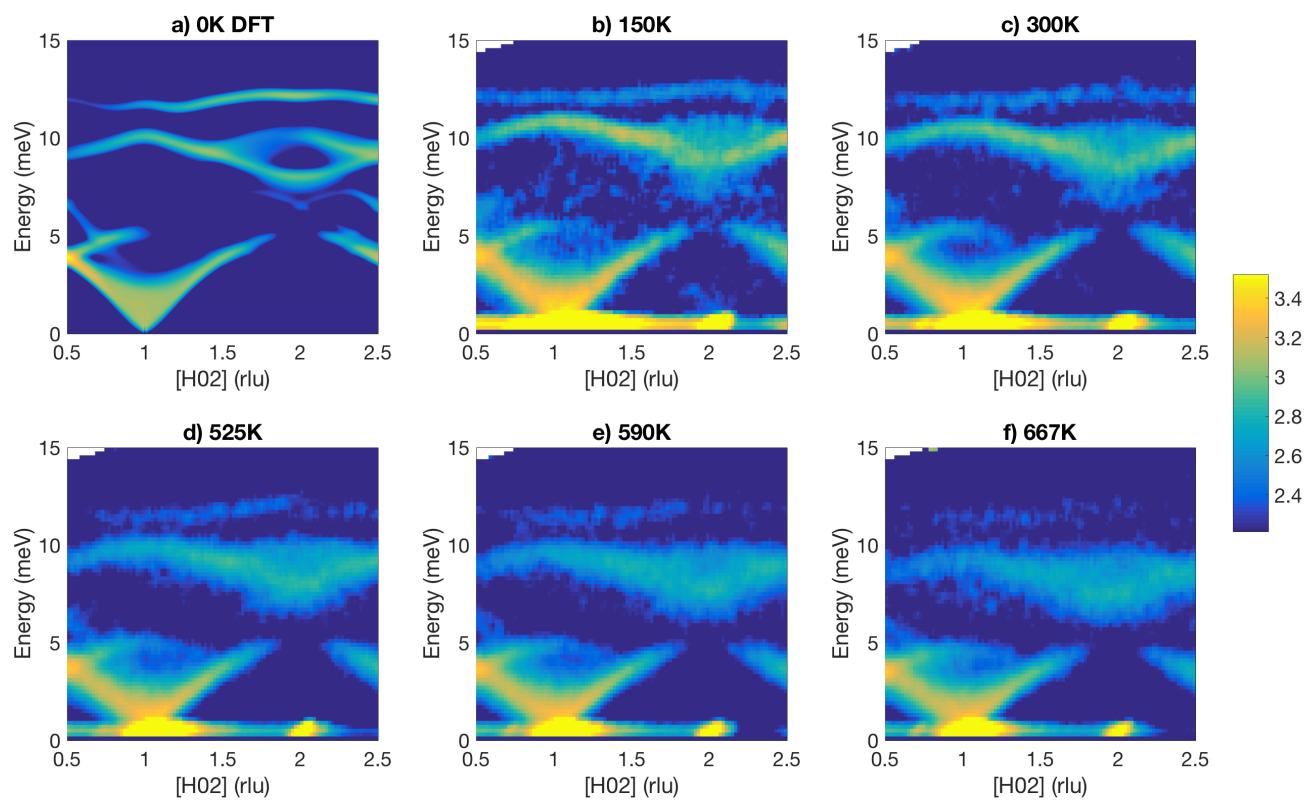 a) 0K DFT
15
10
5
0
Energy (meV)
0.5 1 1.5 2 2.5
[H02] (rlu)
b) 150K
15
10
5
0
Energy (meV)
0.5 1 1.5 2 2.5
[H02] (rlu)
c) 300K
15
10
5
0
Energy (meV)
0.5 1 1.5 2 2.5
[H02] (rlu)
d) 525K
15
10
5
0
Energy (meV)
0.5 1 1.5 2 2.5
[H02] (rlu)
e) 590K
15
10
5
0
Energy (meV)
0.5 1 1.5 2 2.5
[H02] (rlu)
f) 667K
15
10
5
0
Energy (meV)
0.5 1 1.5 2 2.5
[H02] (rlu)
3.4
3.2
3
2.8
2.6
2.4